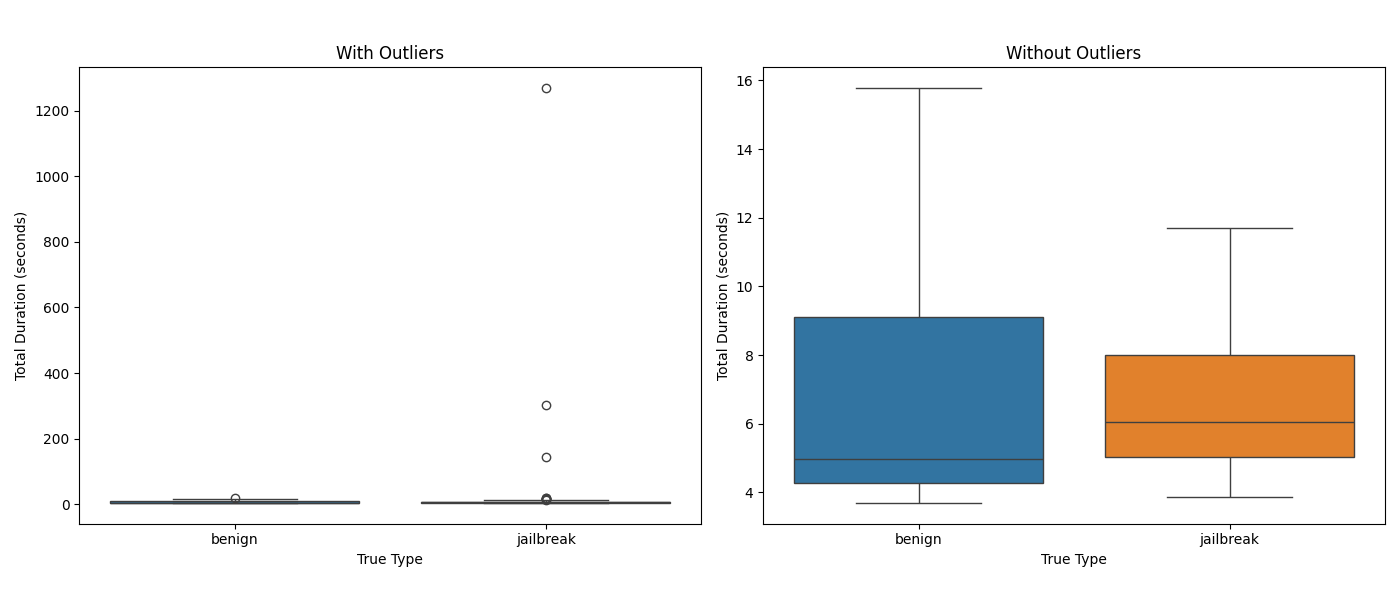 With Outliers
Total Duration (seconds)
1200
1000
800
600
400
200
0
benign
jailbreak
True Type
Without Outliers
Total Duration (seconds)
16
14
12
10
8
6
4
benign
jailbreak
True Type